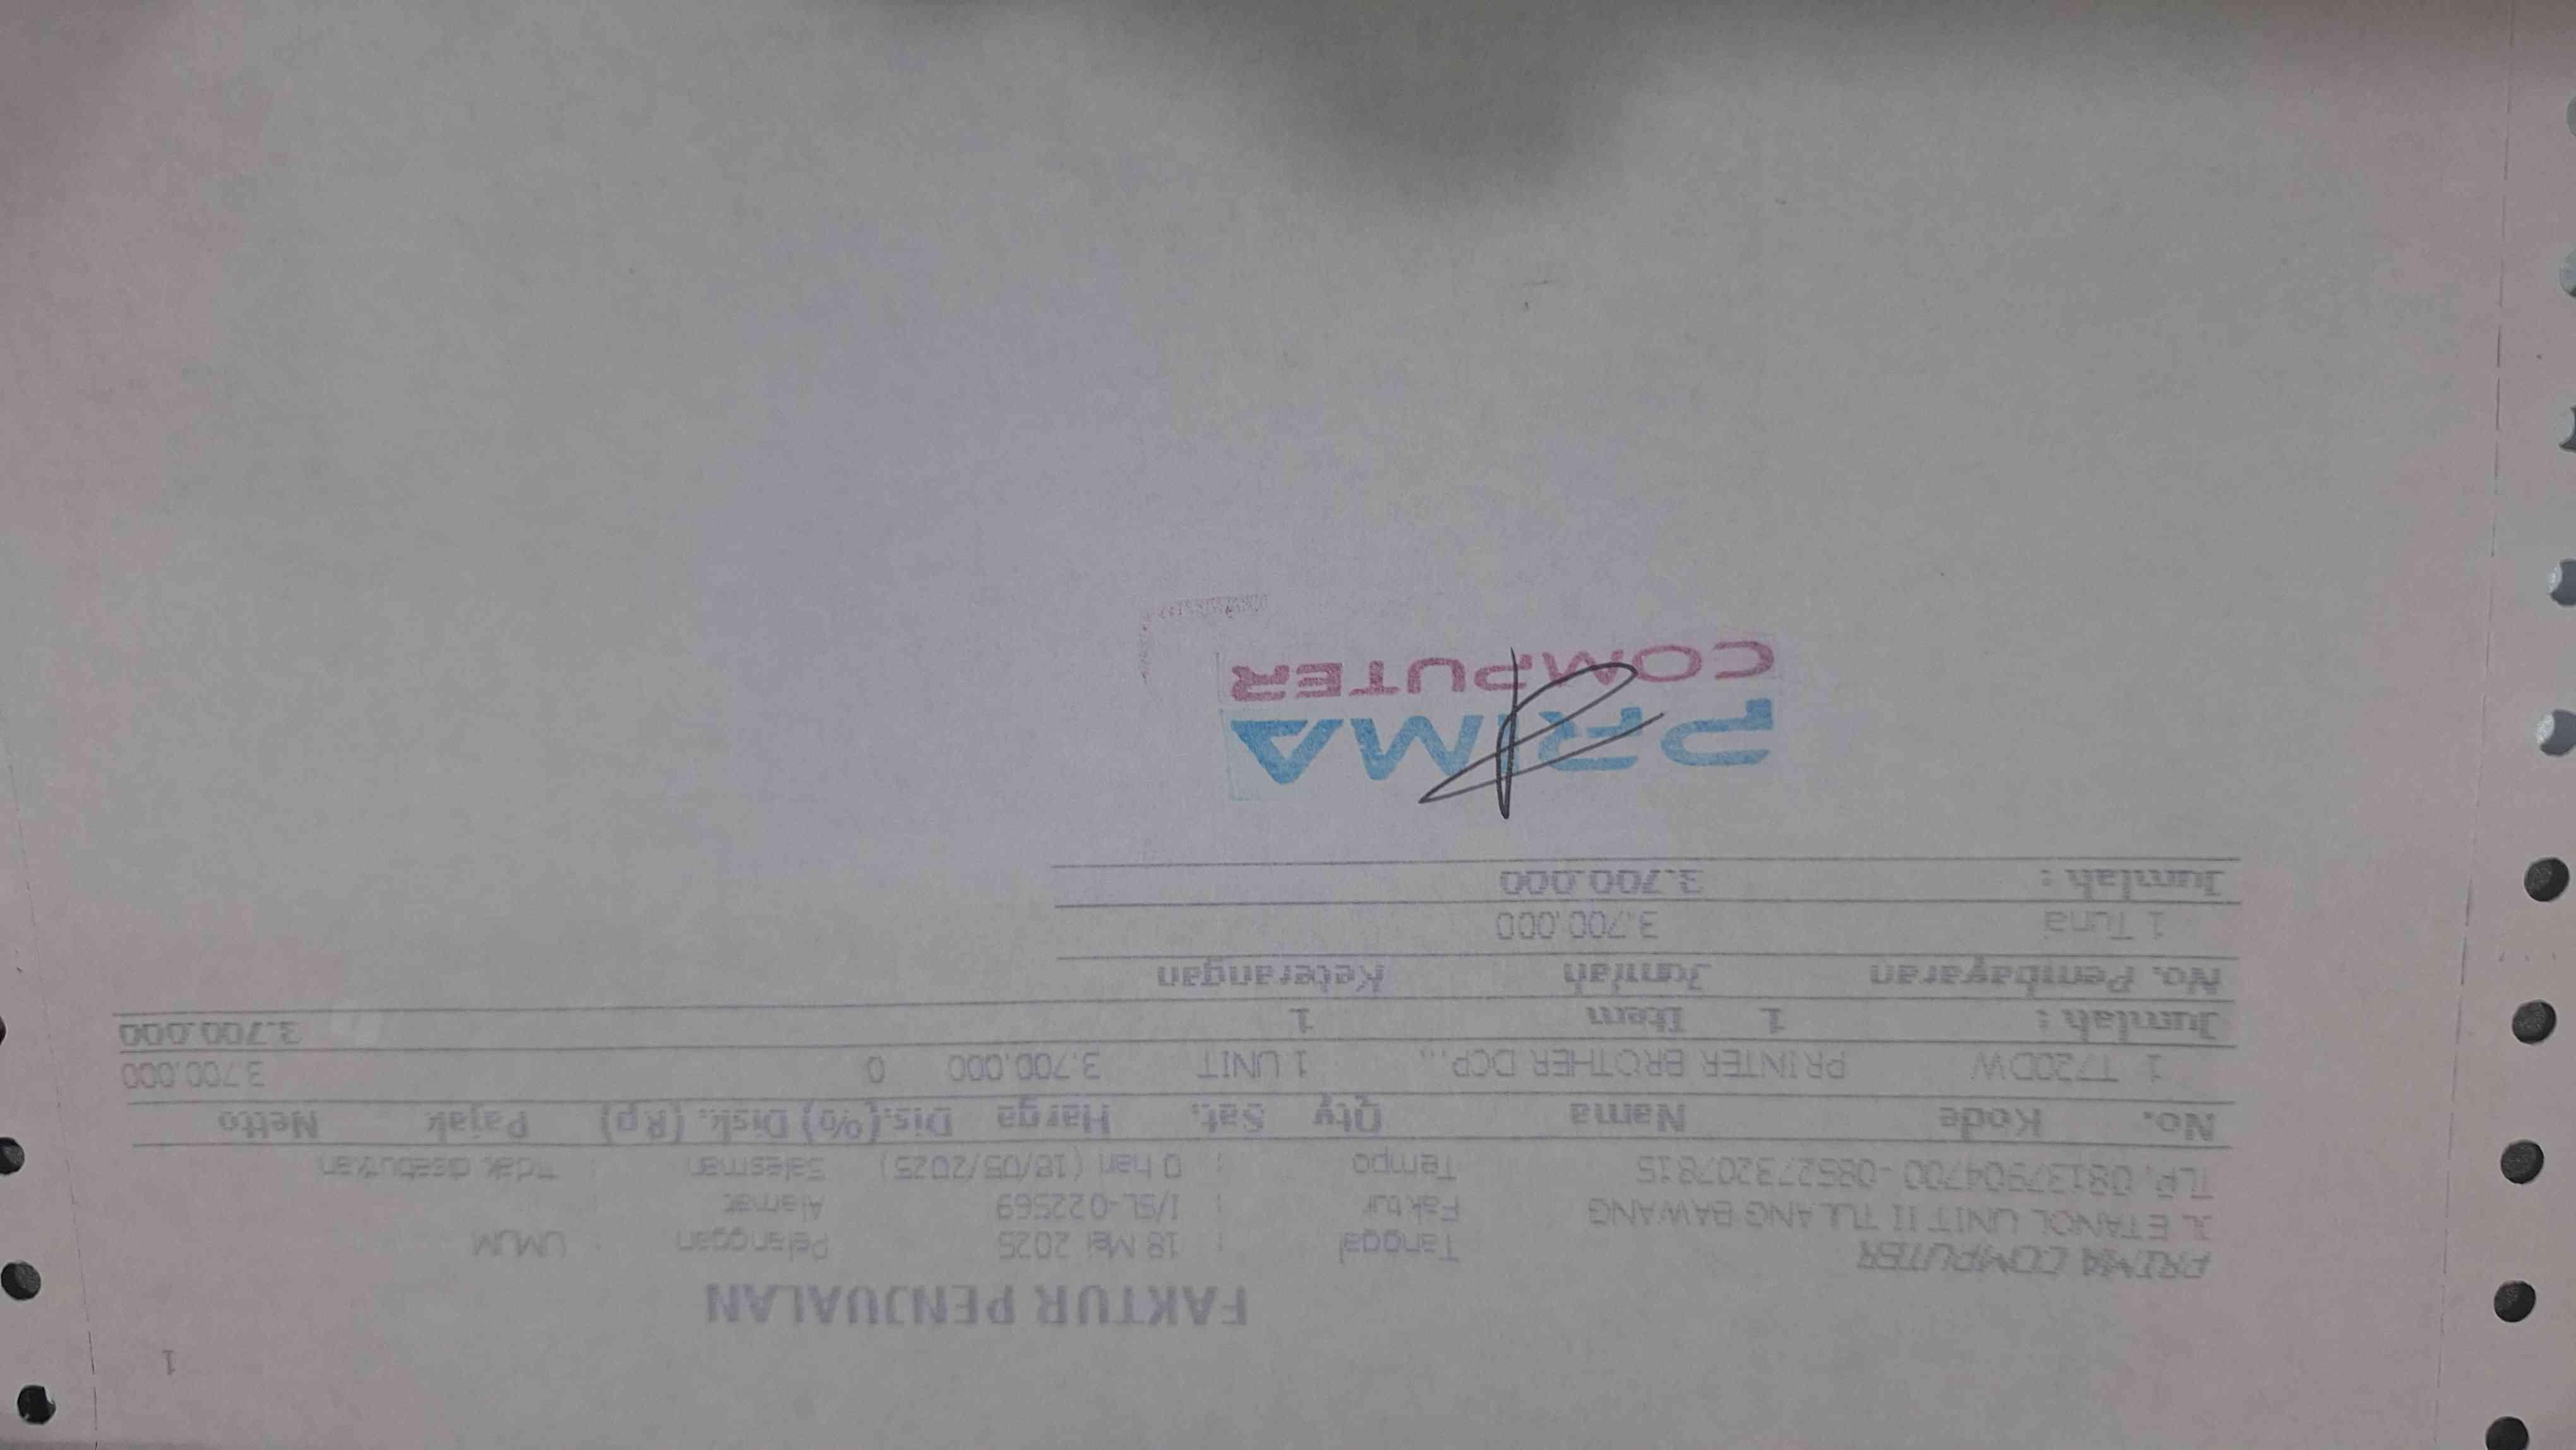 1
FAKTUR PENJUALAN
PRIMA COMPUTER Tanggal : 18 Mei 2025 Pelanggan : UMUM
JL ETANOL UNIT II TULANG BAWANG Faktur : I/SL-022569 Alamat
TLP. 08137904700 - 085273207815 Tempo : 0 hari (18/05/2025) Salesman : Tidak disebutkan
No. Kode Nama Qty Sat. Harga Dis.(%) Disk. (Rp) Pajak Netto
1 T720DW PRINTER BROTHER DCP.. 1 UNIT 3.700.000 0 3.700.000
Jumlah : 1 Item 1 3.700.000
No. Pembayaran Jumlah Keterangan
1 Tuna 3.700.000
Jumlah : 3.700.000
PRIMA
COMPUTER